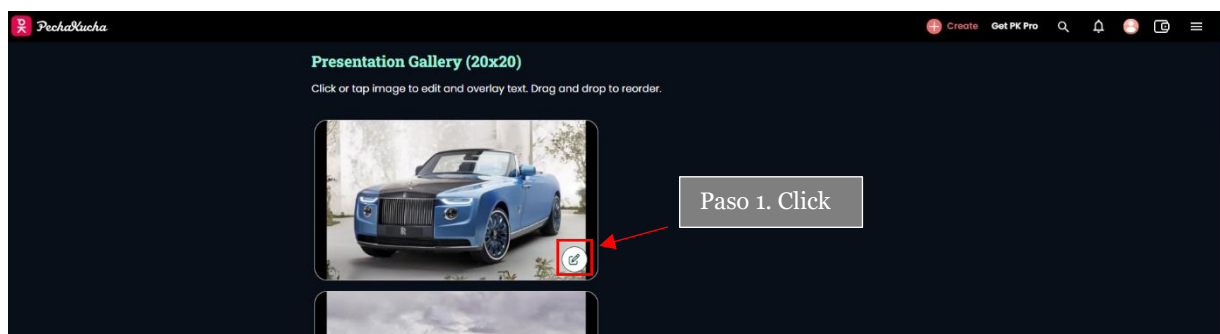 PechaKucha
Create Get PK Pro
Presentation Gallery (20x20)
Click or tap image to edit and overlay text. Drag and drop to reorder.
Paso 1. Click